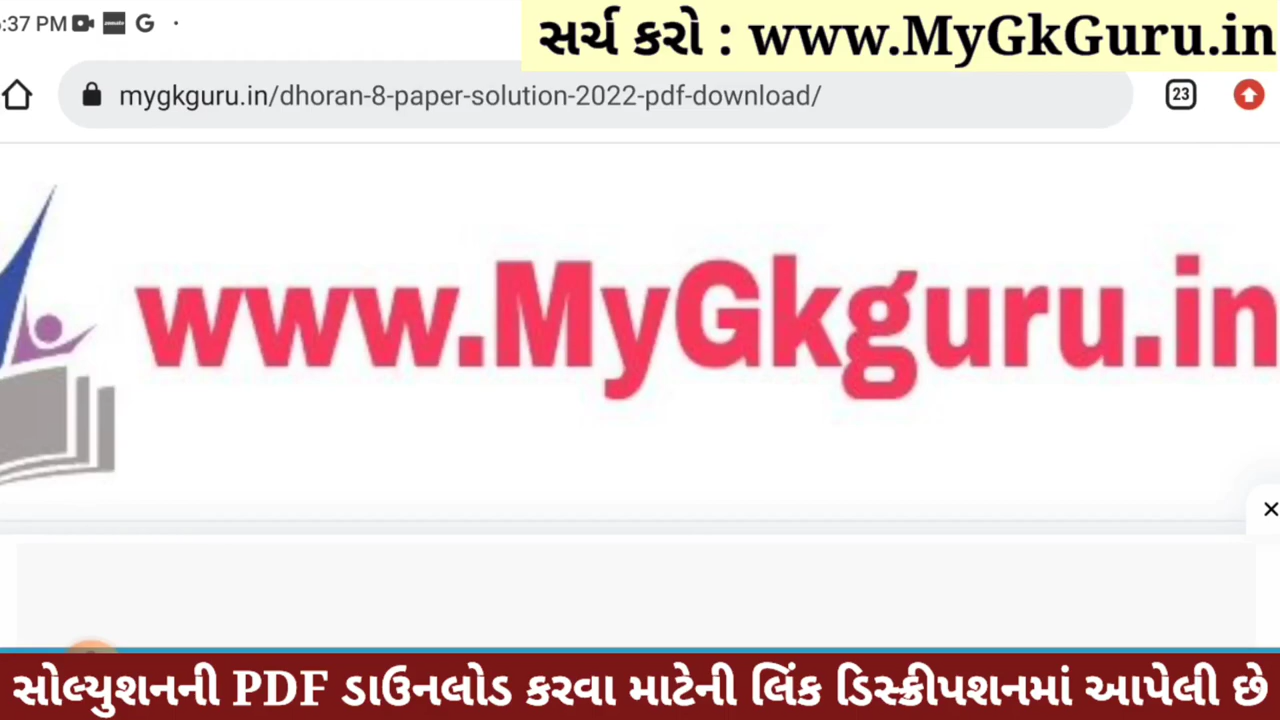 :37 PM G
સર્ચ કરો : www.MyGkGuru.in
mygkguru.in/dhoran-8-paper-solution-2022-pdf-download/
23
www.MyGkguru.in
સોલ્યુશનની PDF ડાઉનલોડ કરવા માટેની લિંક ડિસ્ક્રીપશનમાં આપેલી છે